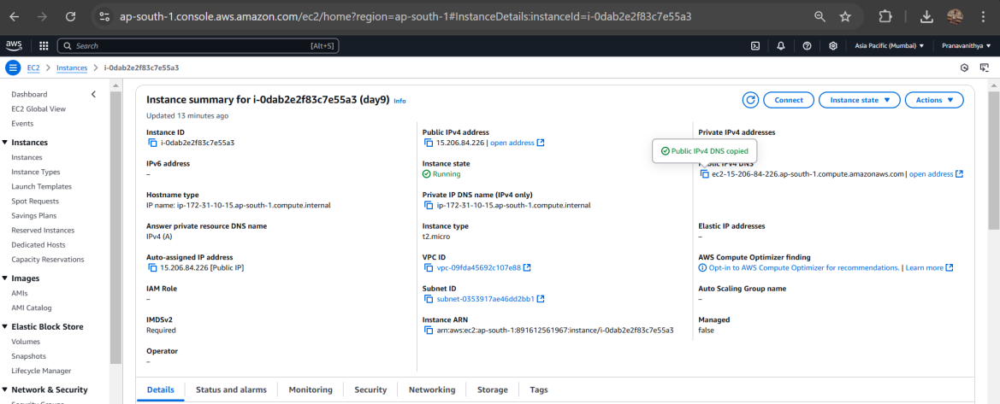 ap-south-1.console.aws.amazon.com/ec2/home?region=ap-south-1#InstanceDetails:instanceId=i-0dab2e2f83c7e55a3
aws
Search [Alt+S]
Asia Pacific (Mumbai)
Pranavanithya
EC2 > Instances > i-0dab2e2f83c7e55a3
Dashboard
EC2 Global View
Events
Instances
Instances
Instance Types
Launch Templates
Spot Requests
Savings Plans
Reserved Instances
Dedicated Hosts
Capacity Reservations
Images
AMIs
AMI Catalog
Elastic Block Store
Volumes
Snapshots
Lifecycle Manager
Network & Security
Security Groups
Instance summary for i-0dab2e2f83c7e55a3 (day9) Info
Updated 13 minutes ago
Connect
Instance state
Actions
Instance ID
i-0dab2e2f83c7e55a3
IPv6 address
–
Hostname type
IP name: ip-172-31-10-15.ap-south-1.compute.internal
Answer private resource DNS name
IPv4 (A)
Auto-assigned IP address
15.206.84.226 [Public IP]
IAM Role
–
IMDSv2
Required
Operator
–
Public IPv4 address
15.206.84.226 | open address
Instance state
Running
Private IP DNS name (IPv4 only)
ip-172-31-10-15.ap-south-1.compute.internal
Instance type
t2.micro
VPC ID
vpc-09fda45692c107e88
Subnet ID
subnet-0353917ae46dd2bb1
Instance ARN
arn:aws:ec2:ap-south-1:891612561967:instance/i-0dab2e2f83c7e55a3
Private IPv4 addresses
Public IPv4 DNS copied
Public IPv4 DNS
ec2-15-206-84-226.ap-south-1.compute.amazonaws.com | open address
Elastic IP addresses
–
AWS Compute Optimizer finding
Opt-in to AWS Compute Optimizer for recommendations. | Learn more
Auto Scaling Group name
–
Managed
false
Details
Status and alarms
Monitoring
Security
Networking
Storage
Tags